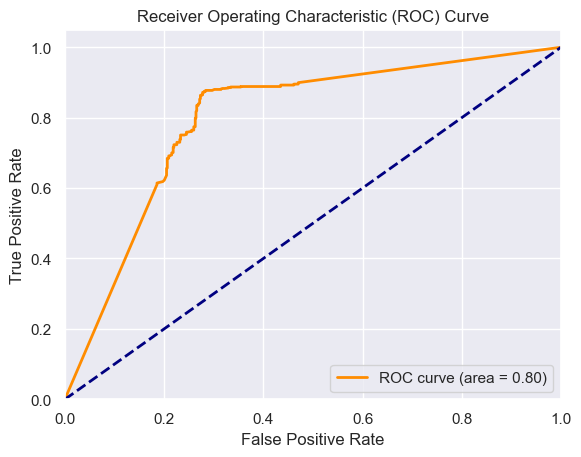 Receiver Operating Characteristic (ROC) Curve
1.0
0.8
0.6
0.4
0.2
0.0
True Positive Rate
ROC curve (area = 0.80)
0.0 0.2 0.4 0.6 0.8 1.0
False Positive Rate